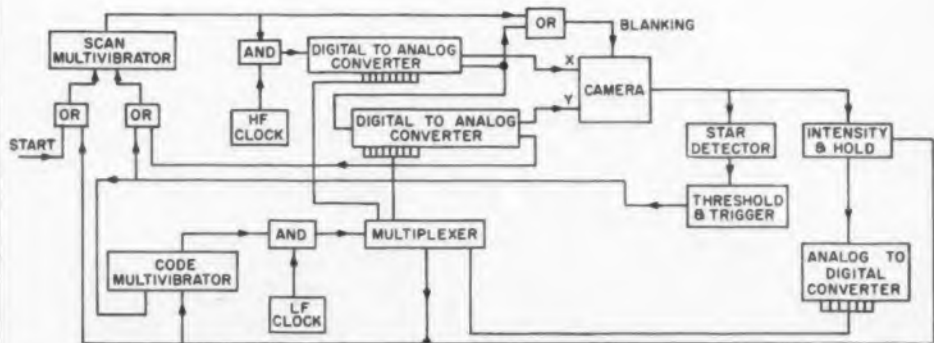 OR
BLANKING
SCAN
MULTIVIBRATOR
AND
DIGITAL TO ANALOG
CONVERTER
X
CAMERA
Y
OR
OR
HF
CLOCK
DIGITAL TO ANALOG
CONVERTER
START
STAR
DETECTOR
INTENSITY
& HOLD
THRESHOLD
& TRIGGER
AND
MULTIPLEXER
CODE
MULTIVIBRATOR
LF
CLOCK
ANALOG TO
DIGITAL
CONVERTER